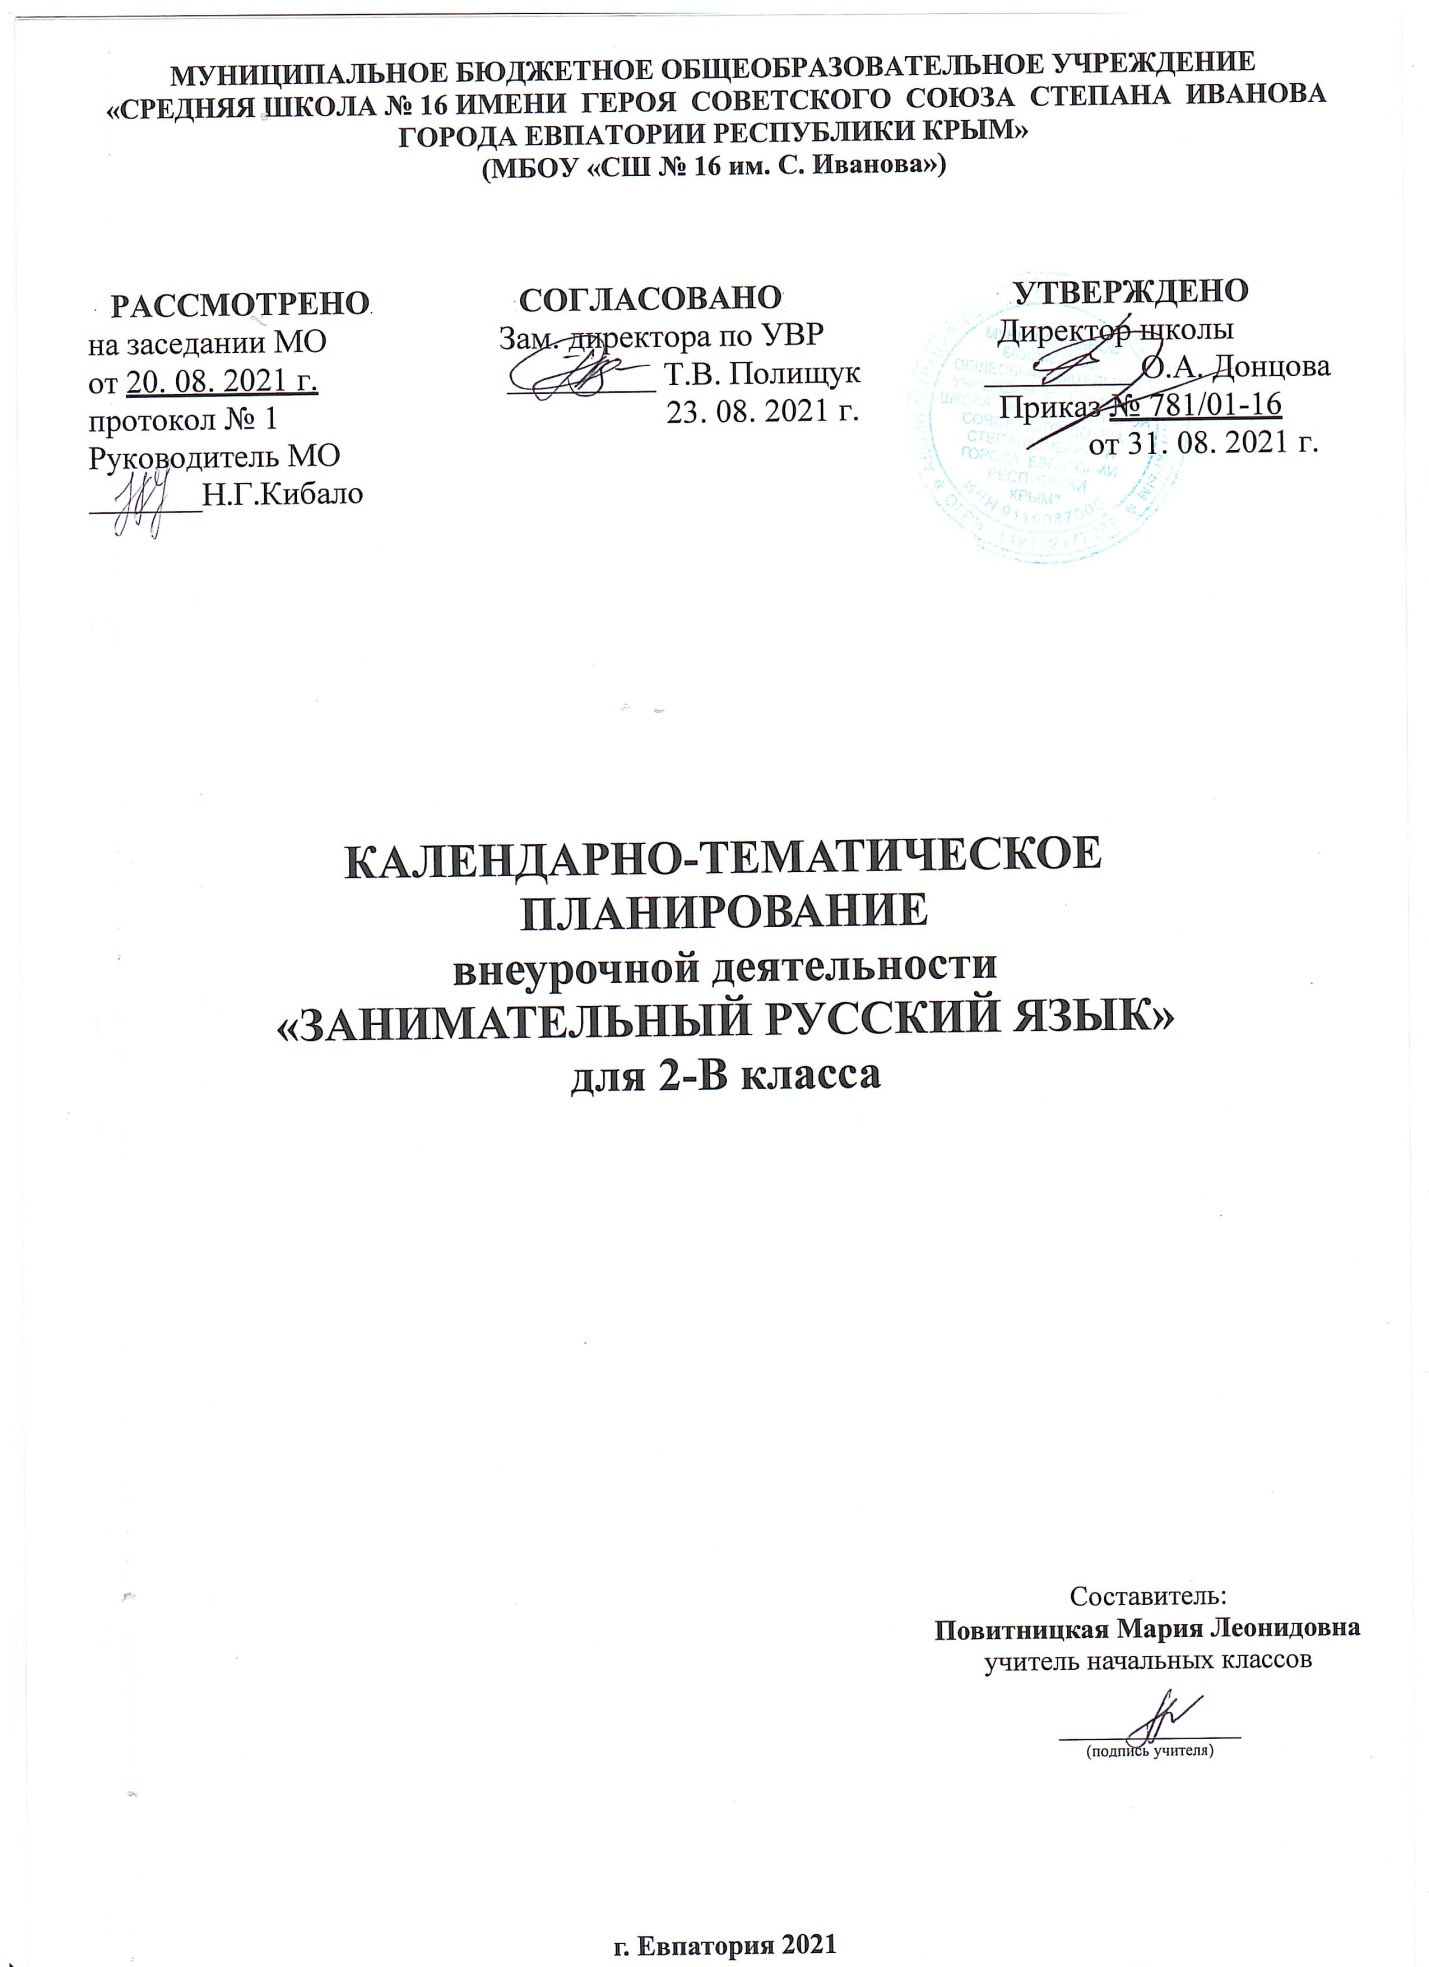 МУНИЦИПАЛЬНОЕ БЮДЖЕТНОЕ ОБЩЕОБРАЗОВАТЕЛЬНОЕ УЧРЕЖДЕНИЕ
«СРЕДНЯЯ ШКОЛА № 16 ИМЕНИ ГЕРОЯ СОВЕТСКОГО СОЮЗА СТЕПАНА ИВАНОВА
ГОРОДА ЕВПАТОРИИ РЕСПУБЛИКИ КРЫМ»
(МБОУ «СШ № 16 им. С. Иванова»)
РАССМОТРЕНО
на заседании МО
от 20. 08. 2021 г.
протокол № 1
Руководитель МО
Н.Г.Кибало
СОГЛАСОВАНО
Зам. директора по УВР
Т.В. Полищук
23. 08. 2021 г.
УТВЕРЖДЕНО
Директор школы
О.А. Донцова
Приказ № 781/01-16
от 31. 08. 2021 г.
ГОРОДА ЕВПАТОРИИ
РЕСПУБЛИКИ
КРЫМ"
КАЛЕНДАРНО-ТЕМАТИЧЕСКОЕ
ПЛАНИРОВАНИЕ
внеурочной деятельности
«ЗАНИМАТЕЛЬНЫЙ РУССКИЙ ЯЗЫК»
для 2-В класса
Составитель:
Повитницкая Мария Леонидовна
учитель начальных классов
(подпись учителя)
г. Евпатория 2021